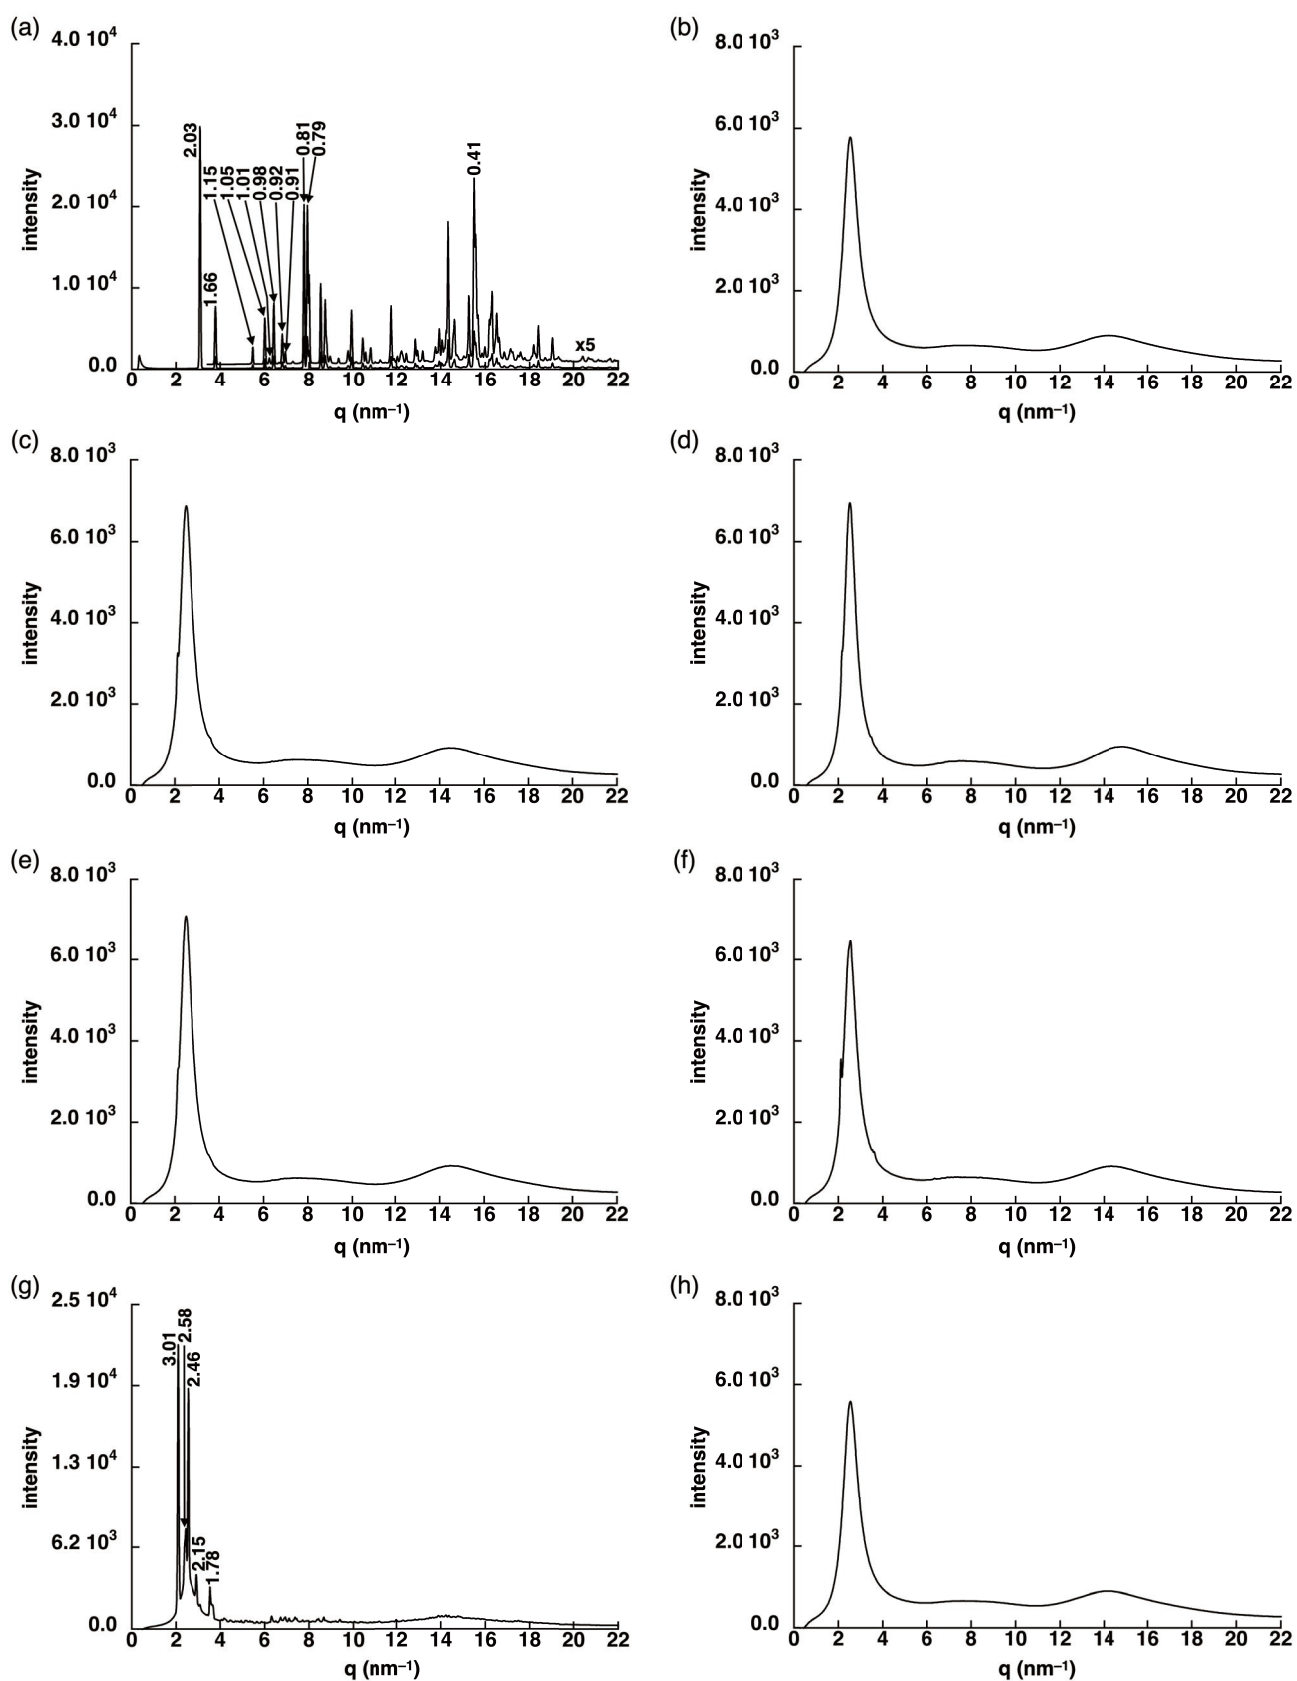 (a)
4.0 10⁴
3.0 10⁴
2.0 10⁴
1.0 10⁴
0.0
intensity
2.03
1.66
1.15
1.05
1.01
0.98
0.92
0.91
0.81
0.79
0.41
x5
0 2 4 6 8 10 12 14 16 18 20 22
q (nm⁻¹)
(b)
8.0 10³
6.0 10³
4.0 10³
2.0 10³
0.0
intensity
0 2 4 6 8 10 12 14 16 18 20 22
q (nm⁻¹)
(c)
8.0 10³
6.0 10³
4.0 10³
2.0 10³
0.0
intensity
0 2 4 6 8 10 12 14 16 18 20 22
q (nm⁻¹)
(d)
8.0 10³
6.0 10³
4.0 10³
2.0 10³
0.0
intensity
0 2 4 6 8 10 12 14 16 18 20 22
q (nm⁻¹)
(e)
8.0 10³
6.0 10³
4.0 10³
2.0 10³
0.0
intensity
0 2 4 6 8 10 12 14 16 18 20 22
q (nm⁻¹)
(f)
8.0 10³
6.0 10³
4.0 10³
2.0 10³
0.0
intensity
0 2 4 6 8 10 12 14 16 18 20 22
q (nm⁻¹)
(g)
2.5 10⁴
1.9 10⁴
1.3 10⁴
6.2 10³
0.0
intensity
3.01
2.58
2.46
2.15
1.78
0 2 4 6 8 10 12 14 16 18 20 22
q (nm⁻¹)
(h)
8.0 10³
6.0 10³
4.0 10³
2.0 10³
0.0
intensity
0 2 4 6 8 10 12 14 16 18 20 22
q (nm⁻¹)